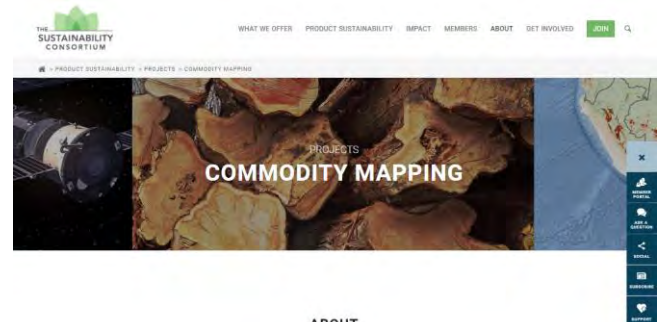 THE
SUSTAINABILITY
CONSORTIUM
WHAT WE OFFER PRODUCT SUSTAINABILITY IMPACT MEMBERS ABOUT GET INVOLVED JOIN
> PRODUCT SUSTAINABILITY > PROJECTS > COMMODITY MAPPING
PROJECTS
COMMODITY MAPPING
MEMBER
PORTAL
ASK A
QUESTION
SOCIAL
SUBSCRIBE
SUPPORT
ABOUT